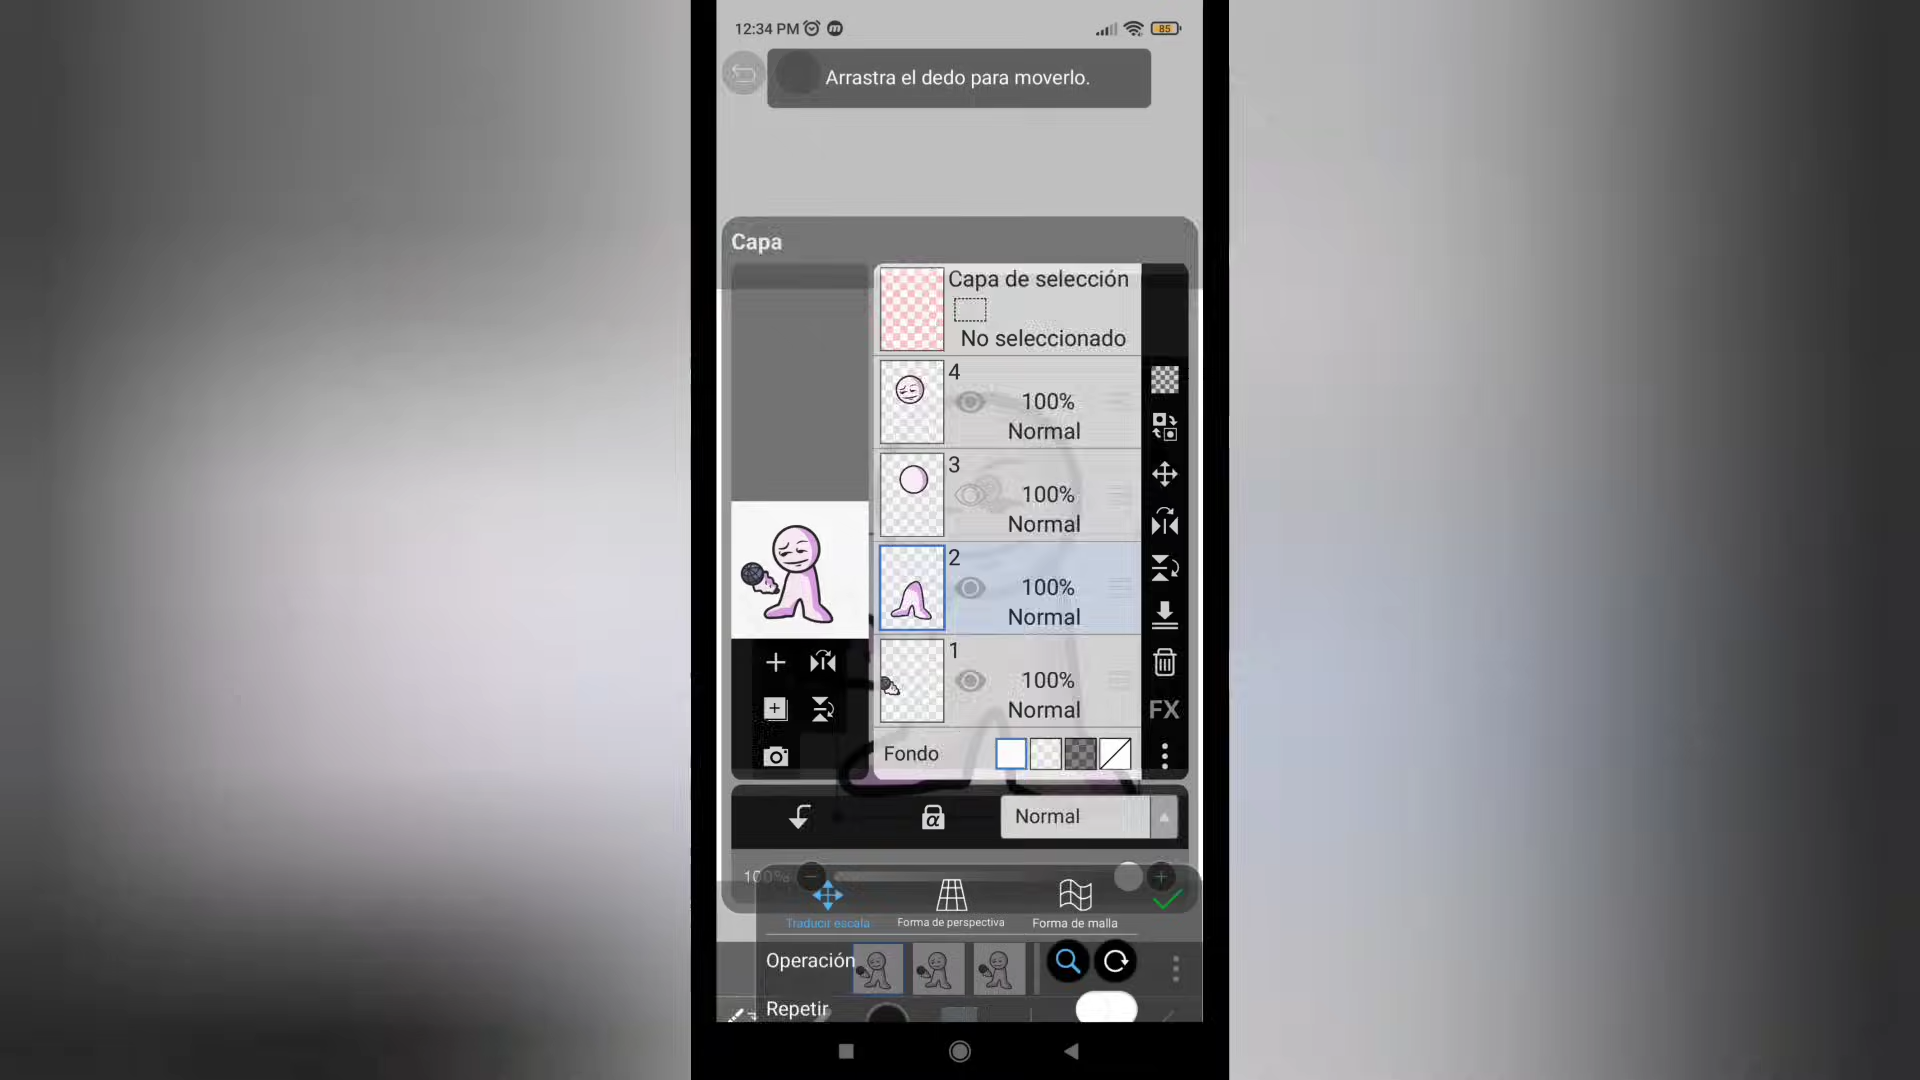 12:34 PM
85
Arrastra el dedo para moverlo.
Capa
Capa de selección
No seleccionado
4
100%
Normal
3
100%
Normal
2
100%
Normal
1
100%
Normal
FX
Fondo
α
Normal
100%
Traducir escala
Forma de perspectiva
Forma de malla
Operación
Repetir